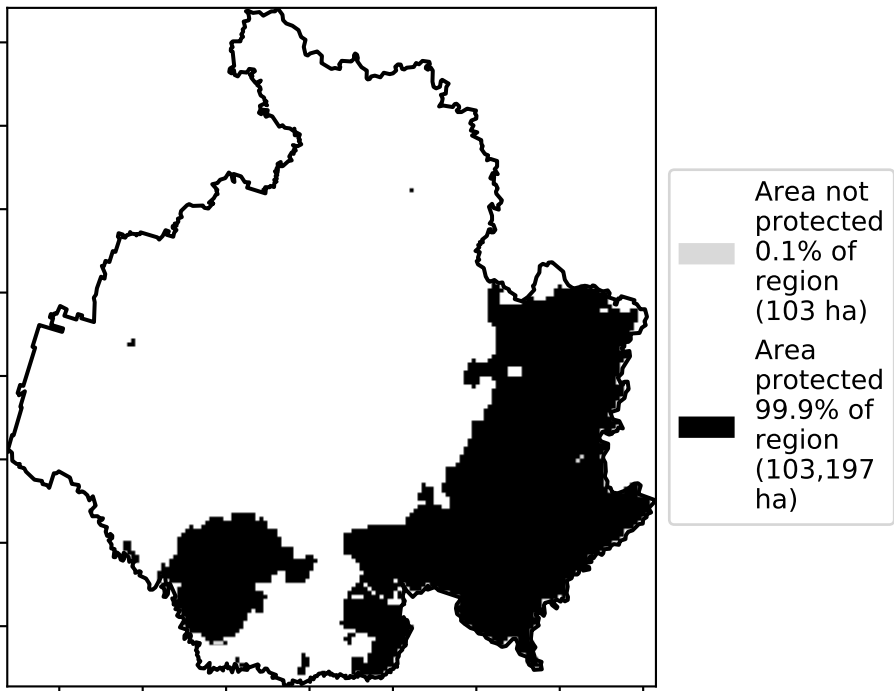 Area not
protected
0.1% of
region
(103 ha)
Area
protected
99.9% of
region
(103,197
ha)